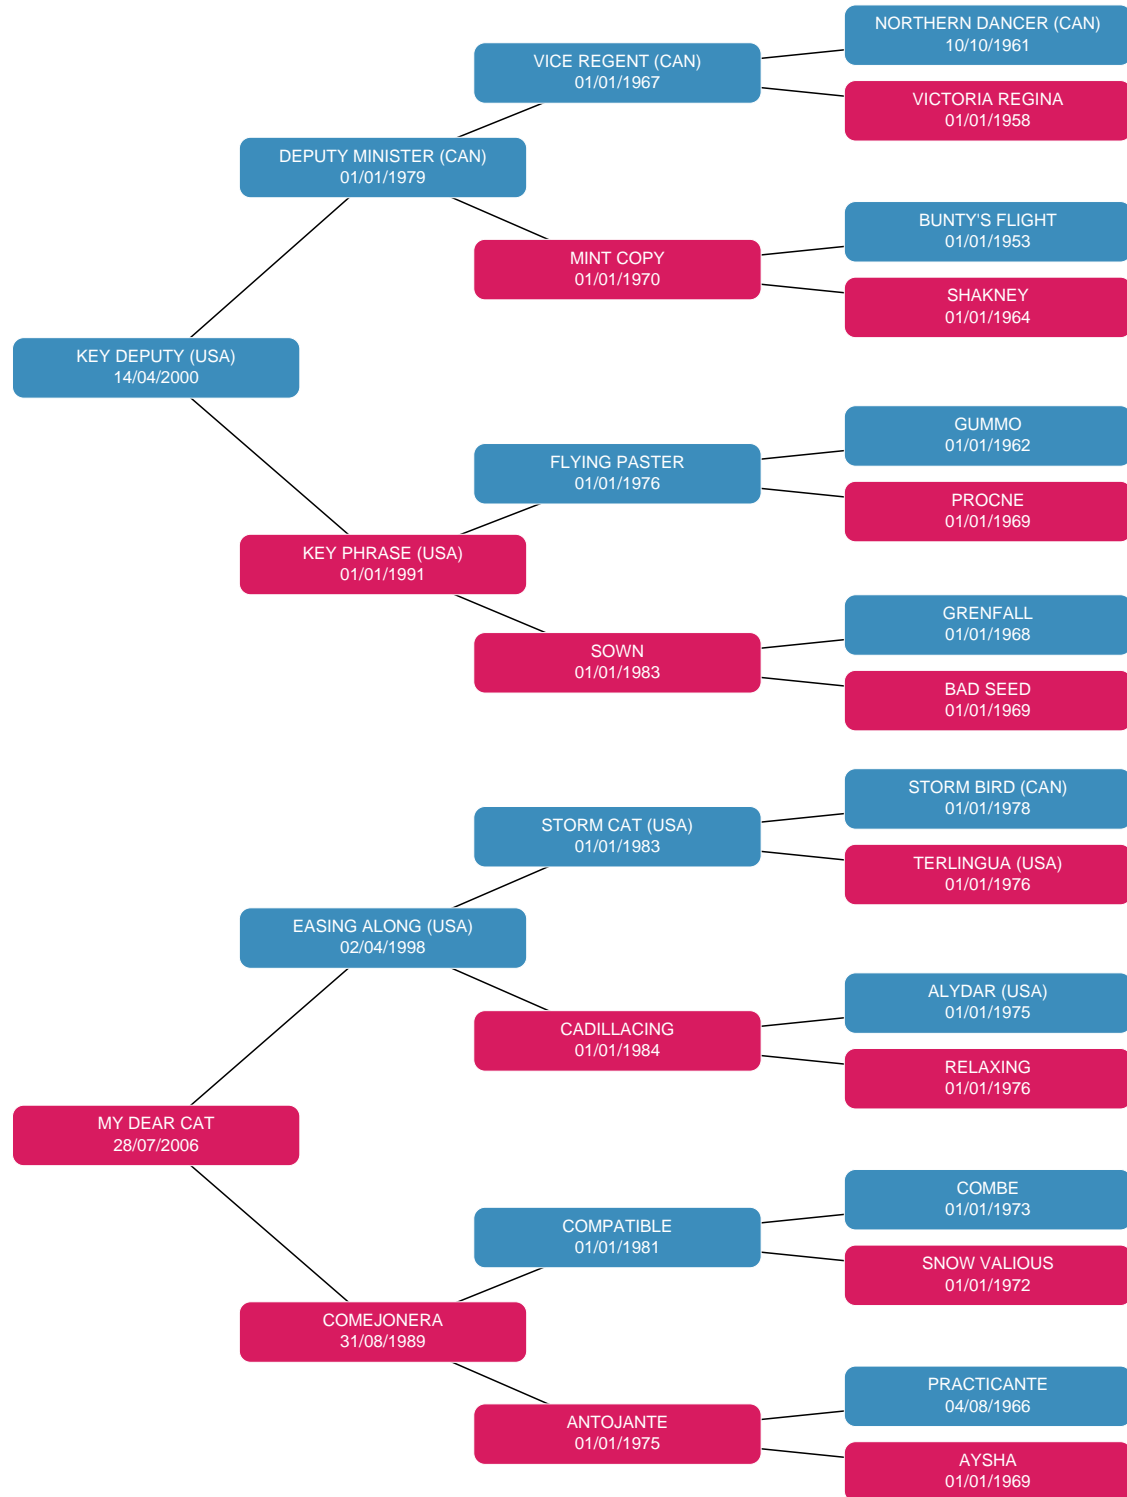 NORTHERN DANCER (CAN)
10/10/1961
VICE REGENT (CAN)
01/01/1967
VICTORIA REGINA
01/01/1958
DEPUTY MINISTER (CAN)
01/01/1979
BUNTY'S FLIGHT
01/01/1953
MINT COPY
01/01/1970
SHAKNEY
01/01/1964
KEY DEPUTY (USA)
14/04/2000
GUMMO
01/01/1962
FLYING PASTER
01/01/1976
PROCNE
01/01/1969
KEY PHRASE (USA)
01/01/1991
GRENFALL
01/01/1968
SOWN
01/01/1983
BAD SEED
01/01/1969
STORM BIRD (CAN)
01/01/1978
STORM CAT (USA)
01/01/1983
TERLINGUA (USA)
01/01/1976
EASING ALONG (USA)
02/04/1998
ALYDAR (USA)
01/01/1975
CADILLACING
01/01/1984
RELAXING
01/01/1976
MY DEAR CAT
28/07/2006
COMBE
01/01/1973
COMPATIBLE
01/01/1981
SNOW VALIOUS
01/01/1972
COMEJONERA
31/08/1989
PRACTICANTE
04/08/1966
ANTOJANTE
01/01/1975
AYSHA
01/01/1969